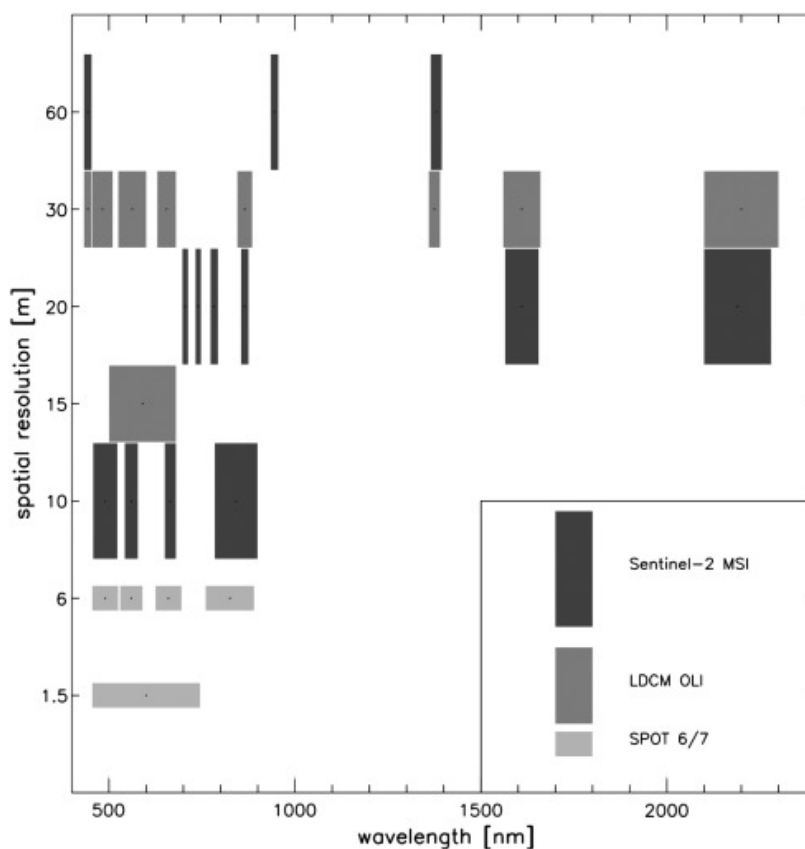 60
30
20
15
10
6
1.5
spatial resolution [m]
Sentinel-2 MSI
LDCM OLI
SPOT 6/7
500 1000 1500 2000
wavelength [nm]